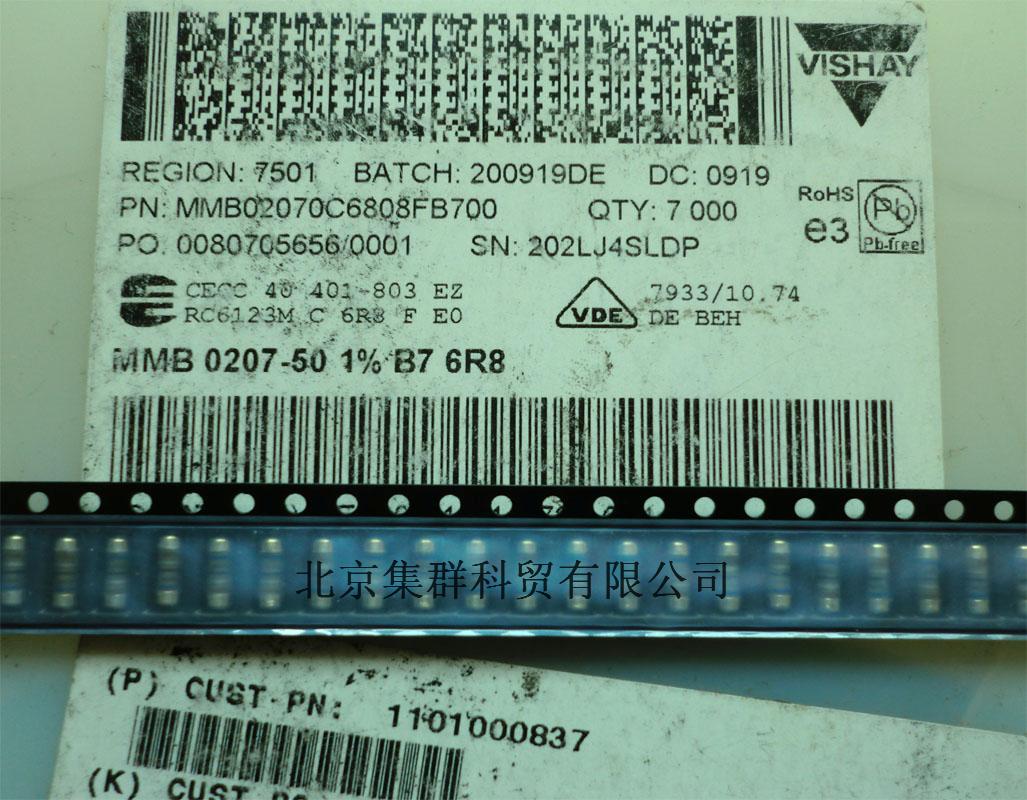 VISHAY
REGION: 7501 BATCH: 200919DE DC: 0919
PN: MMB02070C6808FB700 QTY: 7 000
PO. 0080705656/0001 SN: 202LJ4SLDP
RoHS
e3
Pb
Pb-free
CECC 40 401-803 EZ
RC6123M C 6R8 F E0
VDE
7933/10.74
DE BEH
MMB 0207-50 1% B7 6R8
北京集群科贸有限公司
(P) CUST PN: 1101000837
(K) CUST